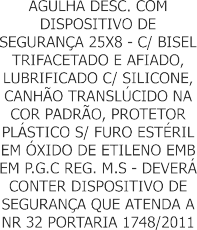 AGULHA DESC. COM
DISPOSITIVO DE
SEGURANÇA 25X8 - C/ BISEL
TRIFACETADO E AFIADO,
LUBRIFICADO C/ SILICONE,
CANHÃO TRANSLÚCIDO NA
COR PADRÃO, PROTETOR
PLÁSTICO S/ FURO ESTÉRIL
EM ÓXIDO DE ETILENO EMB
EM P.G.C REG. M.S - DEVERÁ
CONTER DISPOSITIVO DE
SEGURANÇA QUE ATENDA A
NR 32 PORTARIA 1748/2011